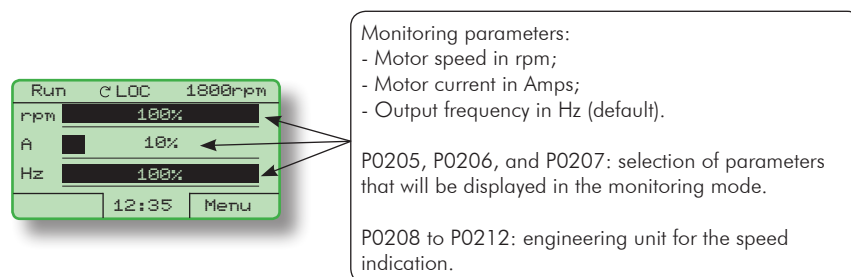 Run ↻ LOC 1800rpm
rpm 100%
A 10%
Hz 100%
12:35 Menu
Monitoring parameters:
- Motor speed in rpm;
- Motor current in Amps;
- Output frequency in Hz (default).
P0205, P0206, and P0207: selection of parameters
that will be displayed in the monitoring mode.
P0208 to P0212: engineering unit for the speed
indication.